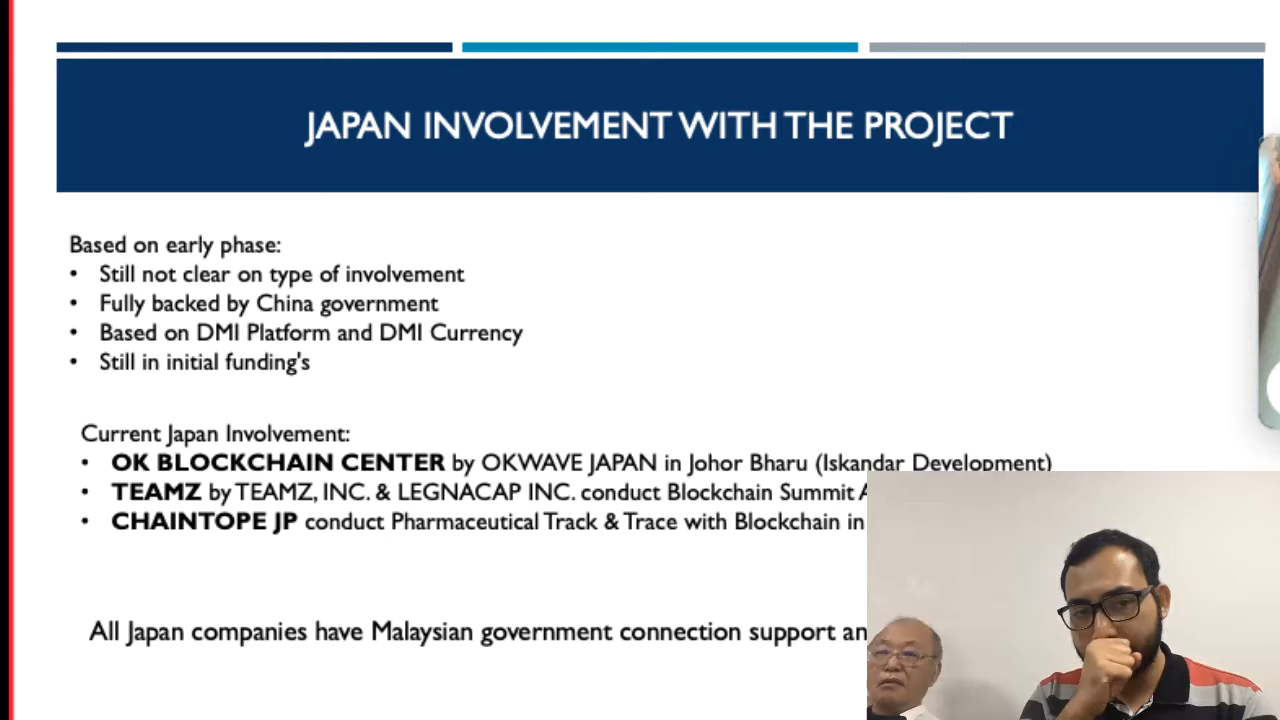 JAPAN INVOLVEMENT WITH THE PROJECT
Based on early phase:
• Still not clear on type of involvement
• Fully backed by China government
• Based on DMI Platform and DMI Currency
• Still in initial funding's
Current Japan Involvement:
• OK BLOCKCHAIN CENTER by OKWAVE JAPAN in Johor Bharu (Iskandar Development)
• TEAMZ by TEAMZ, INC. & LEGNACAP INC. conduct Blockchain Summit
• CHAINTOPE JP conduct Pharmaceutical Track & Trace with Blockchain in
All Japan companies have Malaysian government connection support